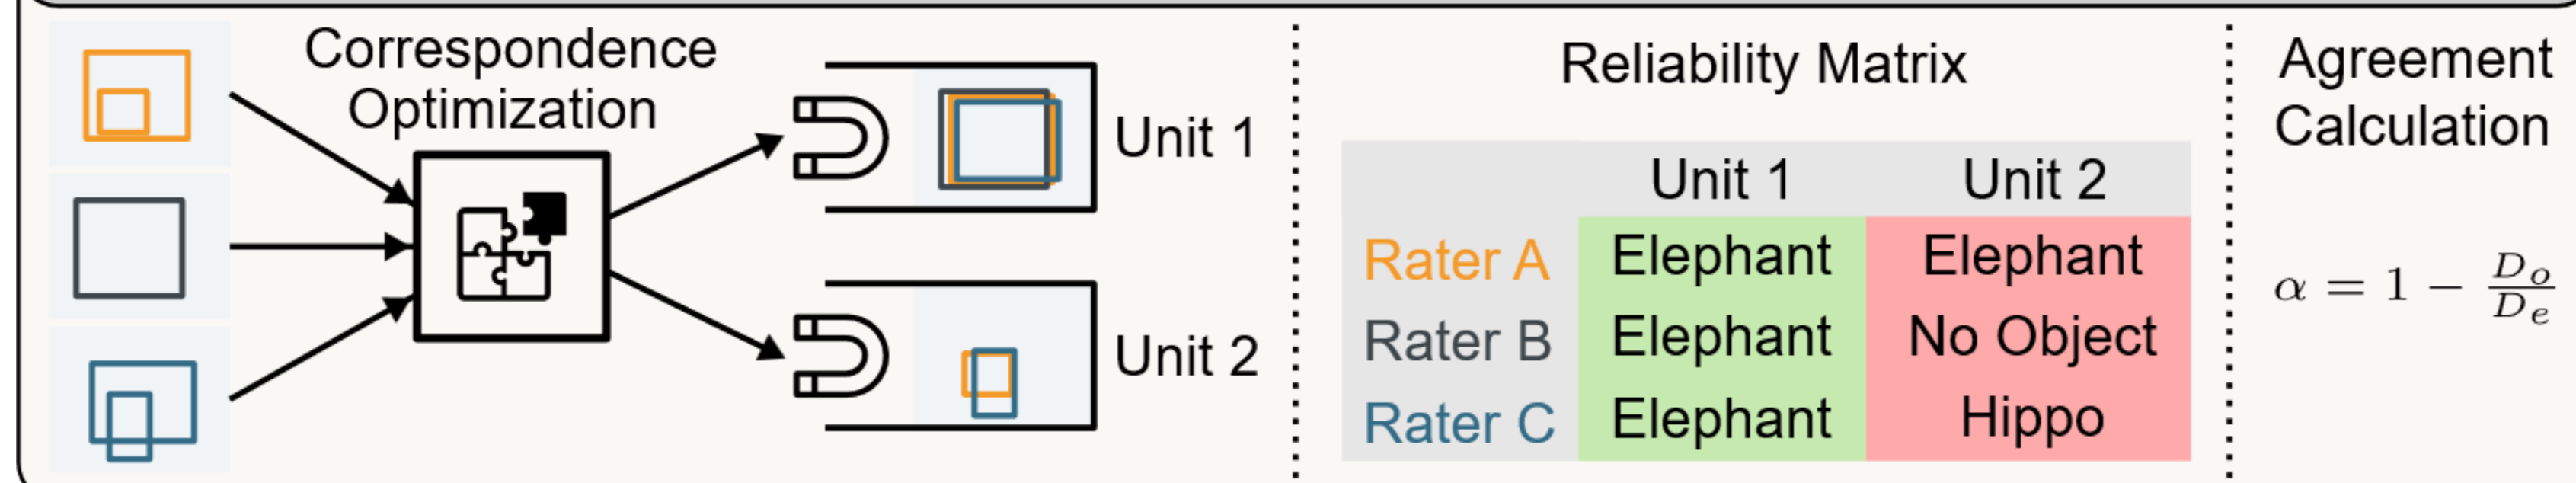 Correspondence
Optimization
Unit 1
Unit 2
Reliability Matrix
Unit 1 Unit 2
Rater A Elephant Elephant
Rater B Elephant No Object
Rater C Elephant Hippo
Agreement
Calculation
α = 1 − Do/De